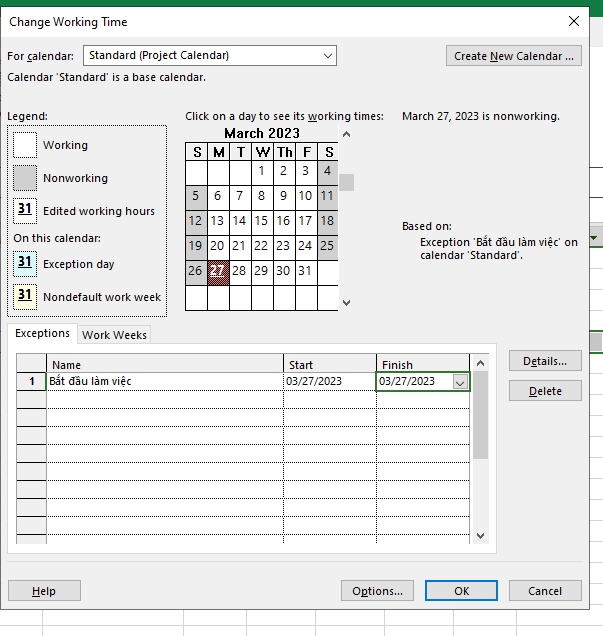 Change Working Time
For calendar: Standard (Project Calendar) Create New Calendar ...
Calendar 'Standard' is a base calendar.
Legend:
Working
Nonworking
31 Edited working hours
On this calendar:
31 Exception day
31 Nondefault work week
Click on a day to see its working times:
March 2023
S M T W Th F S
1 2 3 4
5 6 7 8 9 10 11
12 13 14 15 16 17 18
19 20 21 22 23 24 25
26 27 28 29 30 31
March 27, 2023 is nonworking.
Based on:
Exception 'Bắt đầu làm việc' on
calendar 'Standard'.
Exceptions Work Weeks
Name Start Finish
1 Bắt đầu làm việc 03/27/2023 03/27/2023
Details...
Delete
Help Options... OK Cancel